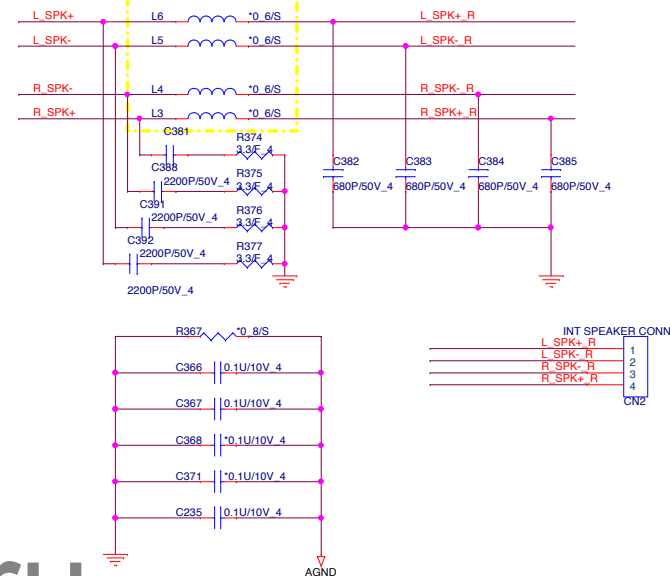 L_SPK+ L6 *0_6/S L_SPK+_R
L_SPK- L5 *0_6/S L_SPK-_R
R_SPK- L4 *0_6/S R_SPK-_R
R_SPK+ L3 *0_6/S R_SPK+_R
C381 R374
3.3/F_4
C388
2200P/50V_4
R375
3.3/F_4
C391
2200P/50V_4
R376
3.3/F_4
C392
2200P/50V_4
R377
3.3/F_4
2200P/50V_4
C382 C383 C384 C385
680P/50V_4 680P/50V_4 680P/50V_4 680P/50V_4
R367 *0_8/S
C366 0.1U/10V_4
C367 0.1U/10V_4
C368 *0.1U/10V_4
C371 *0.1U/10V_4
C235 0.1U/10V_4
AGND
INT SPEAKER CONN
L_SPK+_R 1
L_SPK-_R 2
R_SPK-_R 3
R_SPK+_R 4
CN2